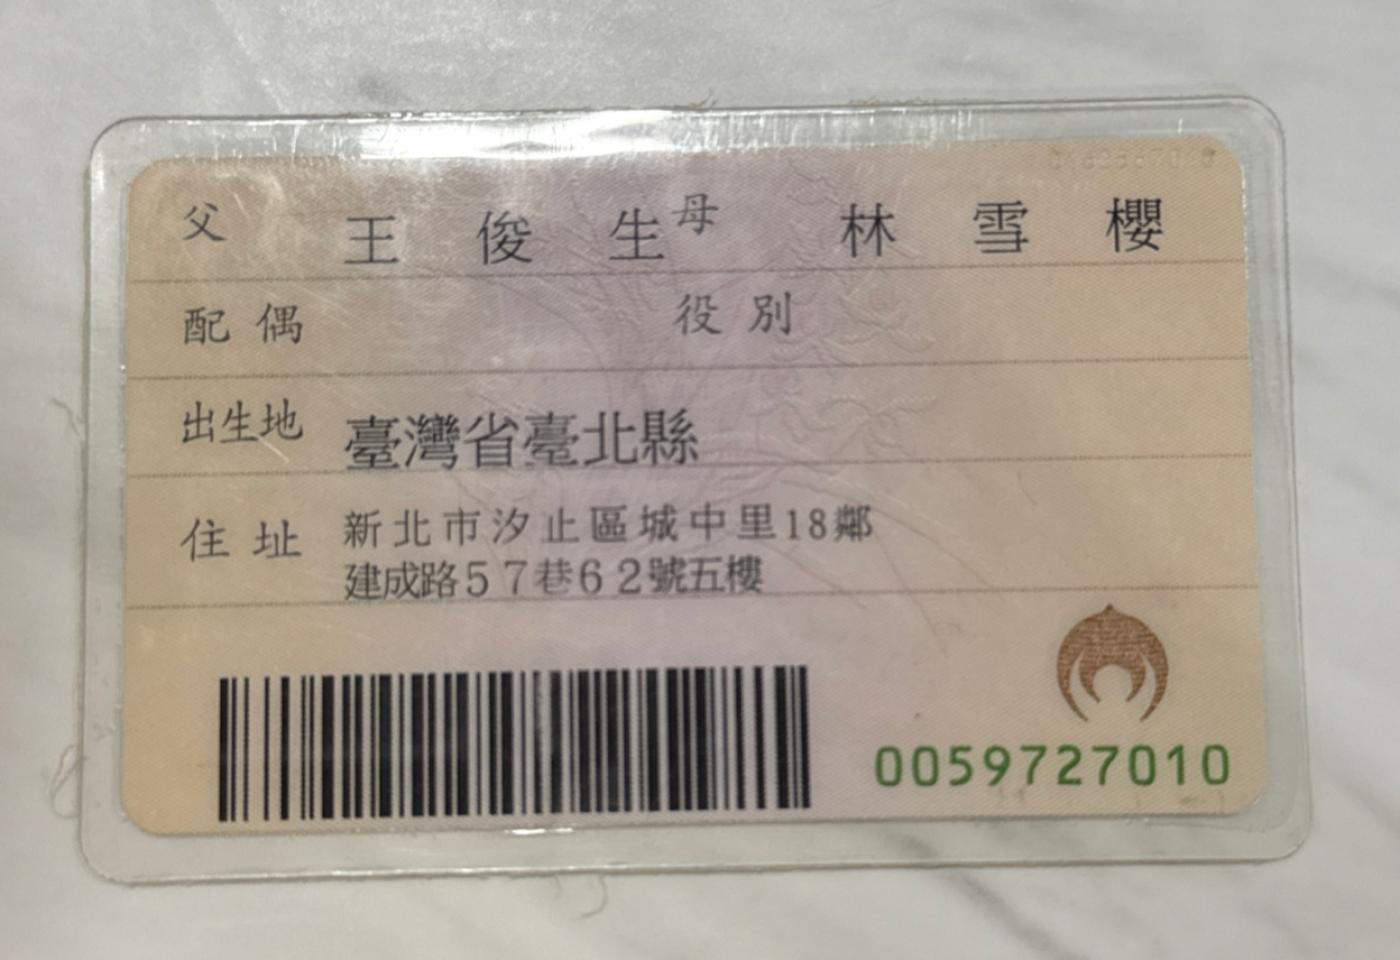 父 王俊生 母 林雪櫻
配偶 役別
出生地 臺灣省臺北縣
住址 新北市汐止區城中里18鄰
建成路57巷62號五樓
0059727010